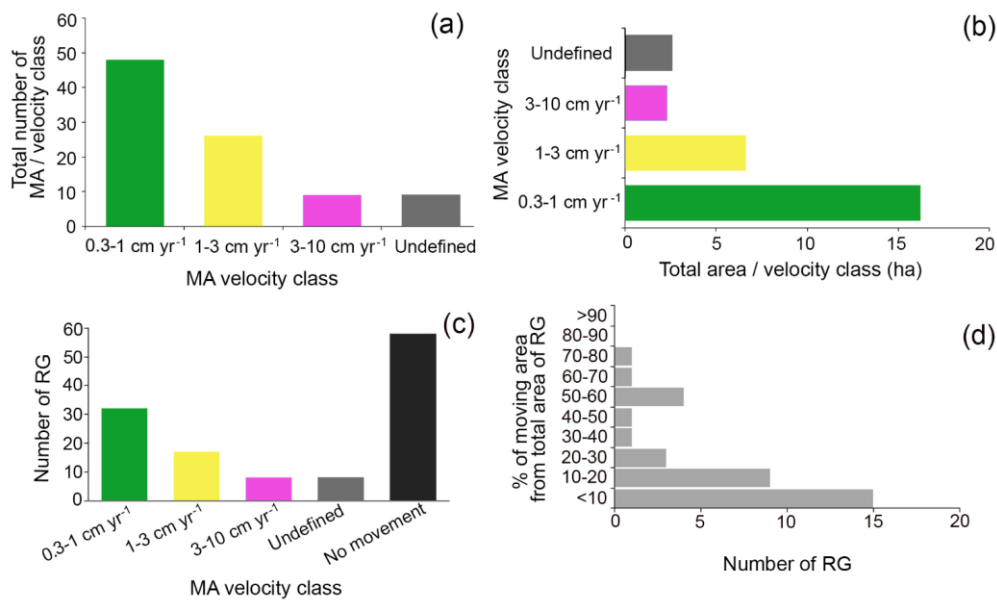 (a)
Total number of
MA / velocity class
60
50
40
30
20
10
0
0.3-1 cm yr⁻¹ 1-3 cm yr⁻¹ 3-10 cm yr⁻¹ Undefined
MA velocity class
(b)
MA velocity class
Undefined
3-10 cm yr⁻¹
1-3 cm yr⁻¹
0.3-1 cm yr⁻¹
0 5 10 15 20
Total area / velocity class (ha)
(c)
Number of RG
60
50
40
30
20
10
0
0.3-1 cm yr⁻¹ 1-3 cm yr⁻¹ 3-10 cm yr⁻¹ Undefined No movement
MA velocity class
(d)
% of moving area
from total area of RG
>90
80-90
70-80
60-70
50-60
40-50
30-40
20-30
10-20
<10
0 5 10 15 20
Number of RG